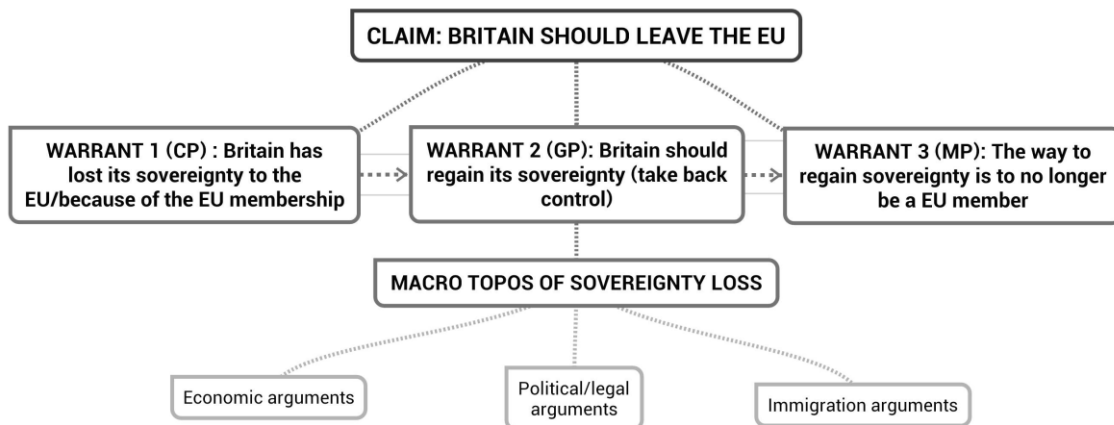 CLAIM: BRITAIN SHOULD LEAVE THE EU
WARRANT 1 (CP) : Britain has
lost its sovereignty to the
EU/because of the EU membership
WARRANT 2 (GP): Britain should
regain its sovereignty (take back
control)
WARRANT 3 (MP): The way to
regain sovereignty is to no longer
be a EU member
MACRO TOPOS OF SOVEREIGNTY LOSS
Economic arguments
Political/legal
arguments
Immigration arguments